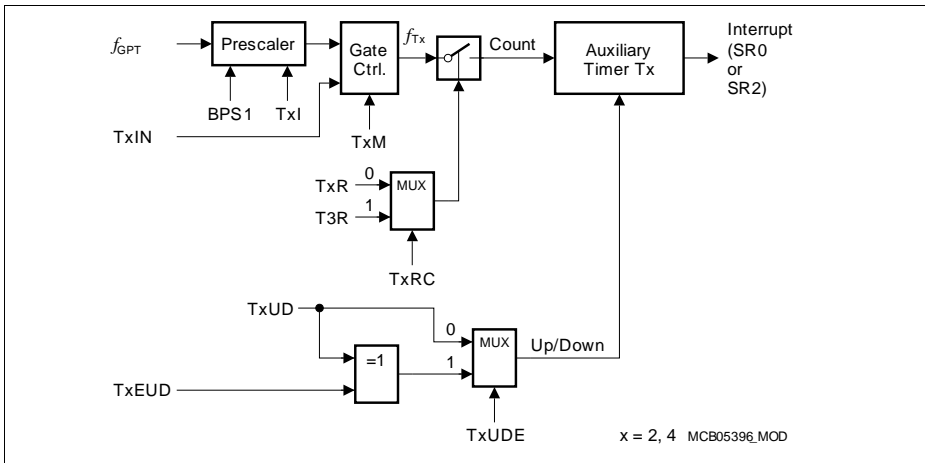 fGPT
Prescaler
BPS1
TxI
TxIN
Gate
Ctrl.
TxM
fTx
Count
Auxiliary
Timer Tx
Interrupt
(SR0
or
SR2)
TxR
0
T3R
1
MUX
TxRC
TxUD
TxEUD
=1
0
1
MUX
Up/Down
TxUDE
x = 2, 4 MCB05396_MOD